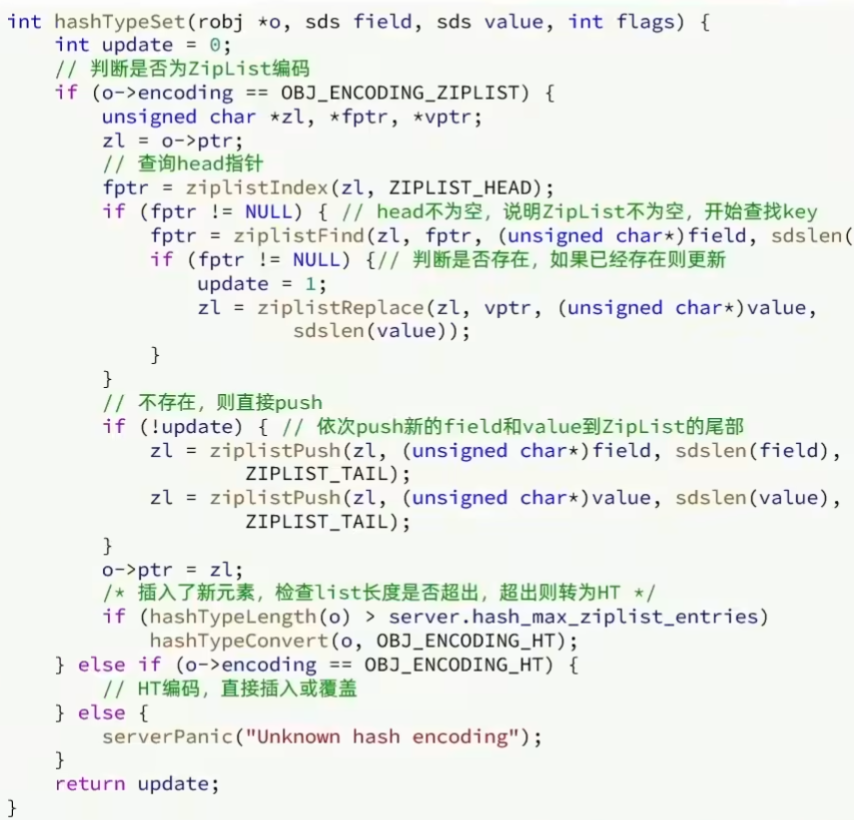 int hashTypeSet(robj *o, sds field, sds value, int flags) {
    int update = 0;
    // 判断是否为ZipList编码
    if (o->encoding == OBJ_ENCODING_ZIPLIST) {
        unsigned char *zl, *fptr, *vptr;
        zl = o->ptr;
        // 查询head指针
        fptr = ziplistIndex(zl, ZIPLIST_HEAD);
        if (fptr != NULL) { // head不为空，说明ZipList不为空，开始查找key
            fptr = ziplistFind(zl, fptr, (unsigned char*)field, sdslen(
            if (fptr != NULL) {// 判断是否存在，如果已经存在则更新
                update = 1;
                zl = ziplistReplace(zl, vptr, (unsigned char*)value,
                        sdslen(value));
            }
        }
        // 不存在，则直接push
        if (!update) { // 依次push新的field和value到ZipList的尾部
            zl = ziplistPush(zl, (unsigned char*)field, sdslen(field),
                    ZIPLIST_TAIL);
            zl = ziplistPush(zl, (unsigned char*)value, sdslen(value),
                    ZIPLIST_TAIL);
        }
        o->ptr = zl;
        /* 插入了新元素，检查list长度是否超出，超出则转为HT */
        if (hashTypeLength(o) > server.hash_max_ziplist_entries)
            hashTypeConvert(o, OBJ_ENCODING_HT);
    } else if (o->encoding == OBJ_ENCODING_HT) {
        // HT编码，直接插入或覆盖
    } else {
        serverPanic("Unknown hash encoding");
    }
    return update;
}